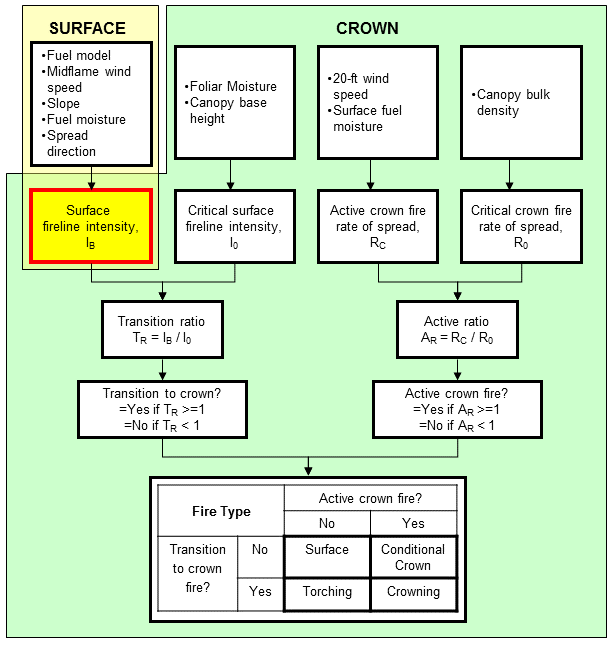 SURFACE
CROWN
•Fuel model
•Midflame wind
speed
•Slope
•Fuel moisture
•Spread
direction
•Foliar Moisture
•Canopy base
height
•20-ft wind
speed
•Surface fuel
moisture
•Canopy bulk
density
Surface
fireline intensity,
I_B
Critical surface
fireline intensity,
I_0
Active crown fire
rate of spread,
R_C
Critical crown fire
rate of spread,
R_0
Transition ratio
T_R = I_B / I_0
Active ratio
A_R = R_C / R_0
Transition to crown?
=Yes if T_R >=1
=No if T_R < 1
Active crown fire?
=Yes if A_R >=1
=No if A_R < 1
Fire Type
Active crown fire?
No
Yes
Transition
to crown
fire?
No
Surface
Conditional
Crown
Yes
Torching
Crowning